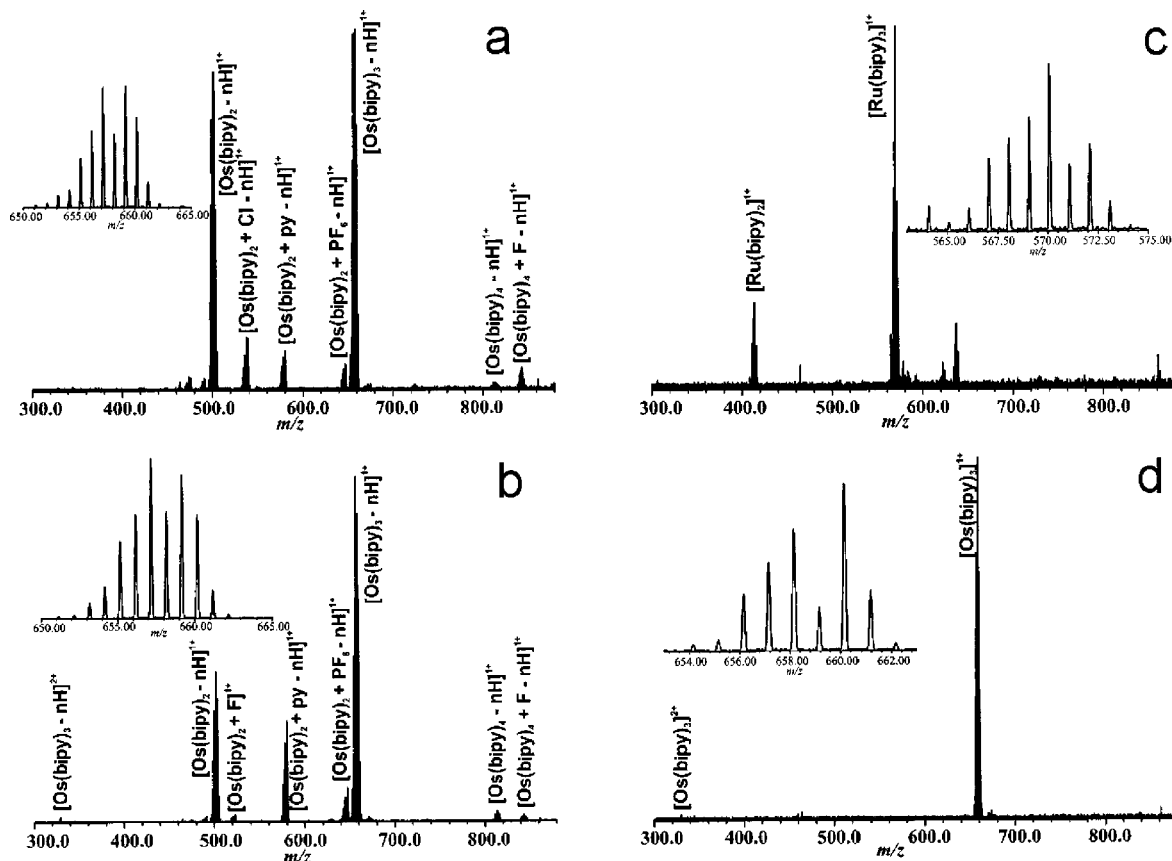 a
[Os(bipy)₂ - nH]¹⁺
[Os(bipy)₂ + Cl - nH]¹⁺
[Os(bipy)₂ + py - nH]¹⁺
[Os(bipy)₂ + PF₆ - nH]¹⁺
[Os(bipy)₃ - nH]¹⁺
[Os(bipy)₄ - nH]¹⁺
[Os(bipy)₄ + F - nH]¹⁺
650.00 655.00 660.00 665.00
m/z
300.0 400.0 500.0 600.0 700.0 800.0
m/z
c
[Ru(bipy)₂]¹⁺
[Ru(bipy)₃]¹⁺
565.00 567.50 570.00 572.50 575.00
m/z
300.0 400.0 500.0 600.0 700.0 800.0
m/z
b
[Os(bipy)₃ - nH]²⁺
[Os(bipy)₂ - nH]¹⁺
[Os(bipy)₂ + F]¹⁺
[Os(bipy)₂ + py - nH]¹⁺
[Os(bipy)₂ + PF₆ - nH]¹⁺
[Os(bipy)₃ - nH]¹⁺
[Os(bipy)₄ - nH]¹⁺
[Os(bipy)₄ + F - nH]¹⁺
650.00 655.00 660.00 665.00
m/z
300.0 400.0 500.0 600.0 700.0 800.0
m/z
d
[Os(bipy)₃]²⁺
[Os(bipy)₃]¹⁺
654.00 656.00 658.00 660.00 662.00
m/z
300.0 400.0 500.0 600.0 700.0 800.0
m/z